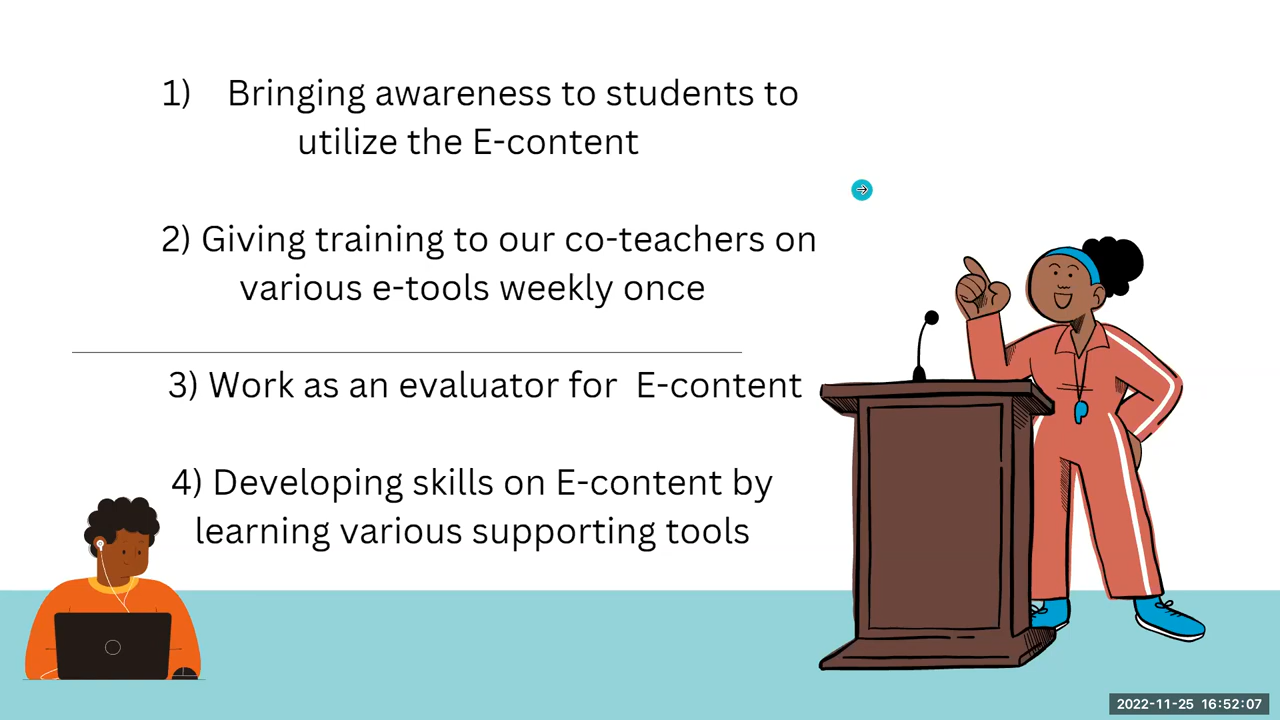 1) Bringing awareness to students to
utilize the E-content
2) Giving training to our co-teachers on
various e-tools weekly once
3) Work as an evaluator for E-content
4) Developing skills on E-content by
learning various supporting tools
2022-11-25 16:52:07